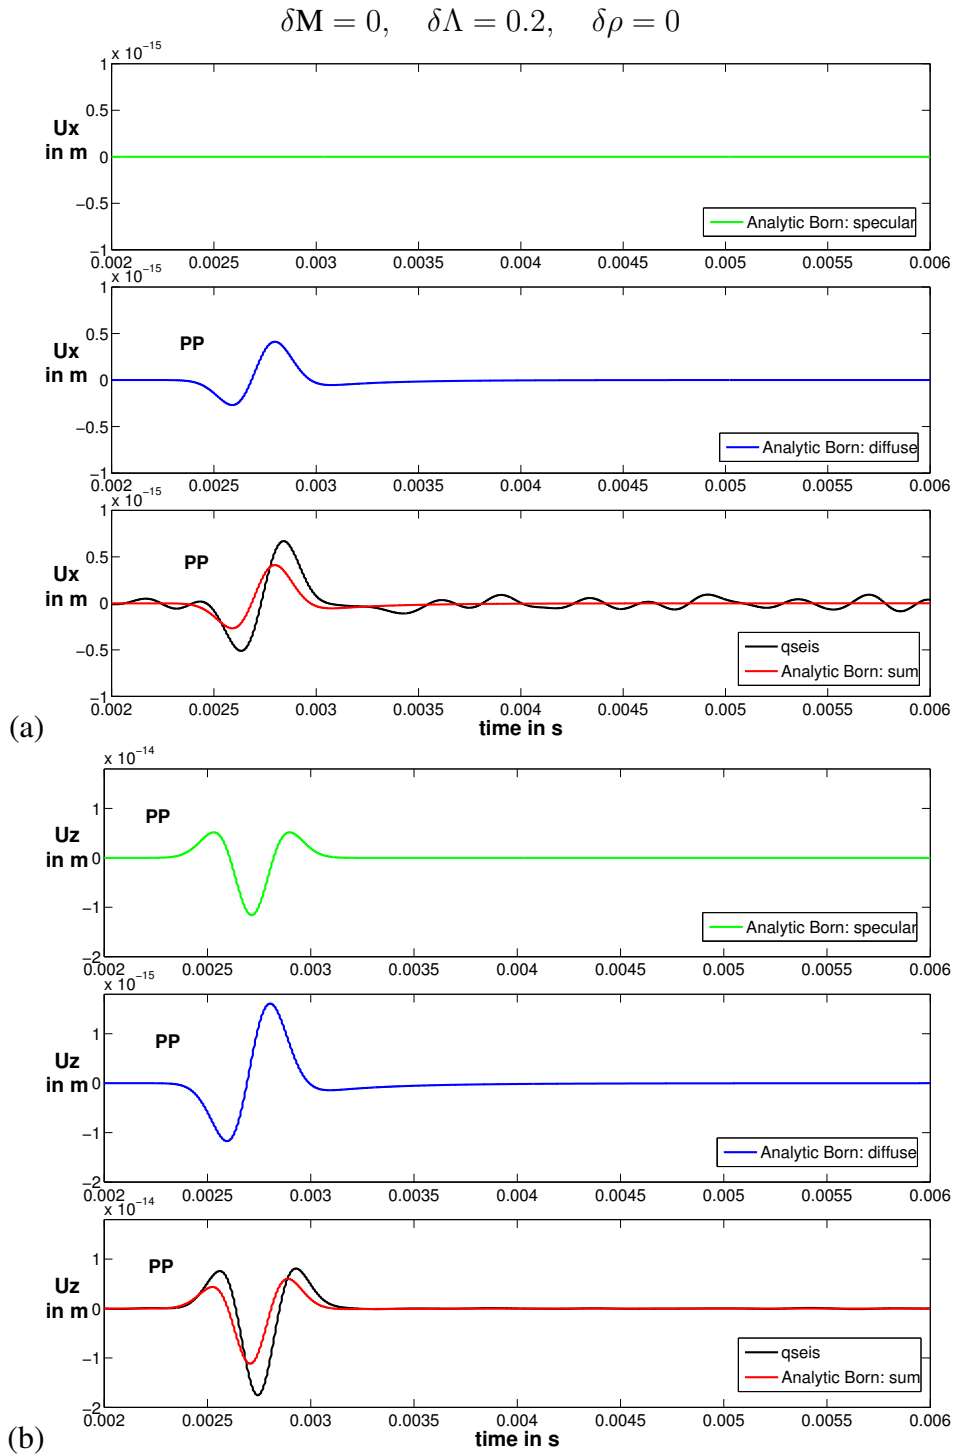 δM = 0, δΛ = 0.2, δρ = 0
x 10⁻¹⁵
1
0.5
0
−0.5
−1
Ux
in m
Analytic Born: specular
0.002 0.0025 0.003 0.0035 0.004 0.0045 0.005 0.0055 0.006
x 10⁻¹⁵
1
0.5
0
−0.5
−1
PP
Ux
in m
Analytic Born: diffuse
0.002 0.0025 0.003 0.0035 0.004 0.0045 0.005 0.0055 0.006
x 10⁻¹⁵
1
0.5
0
−0.5
−1
PP
Ux
in m
qseis
Analytic Born: sum
0.002 0.0025 0.003 0.0035 0.004 0.0045 0.005 0.0055 0.006
time in s
(a)
x 10⁻¹⁴
1
0
−1
−2
PP
Uz
in m
Analytic Born: specular
0.002 0.0025 0.003 0.0035 0.004 0.0045 0.005 0.0055 0.006
x 10⁻¹⁵
1
0
−1
−2
PP
Uz
in m
Analytic Born: diffuse
0.002 0.0025 0.003 0.0035 0.004 0.0045 0.005 0.0055 0.006
x 10⁻¹⁴
1
0
−1
−2
PP
Uz
in m
qseis
Analytic Born: sum
0.002 0.0025 0.003 0.0035 0.004 0.0045 0.005 0.0055 0.006
time in s
(b)